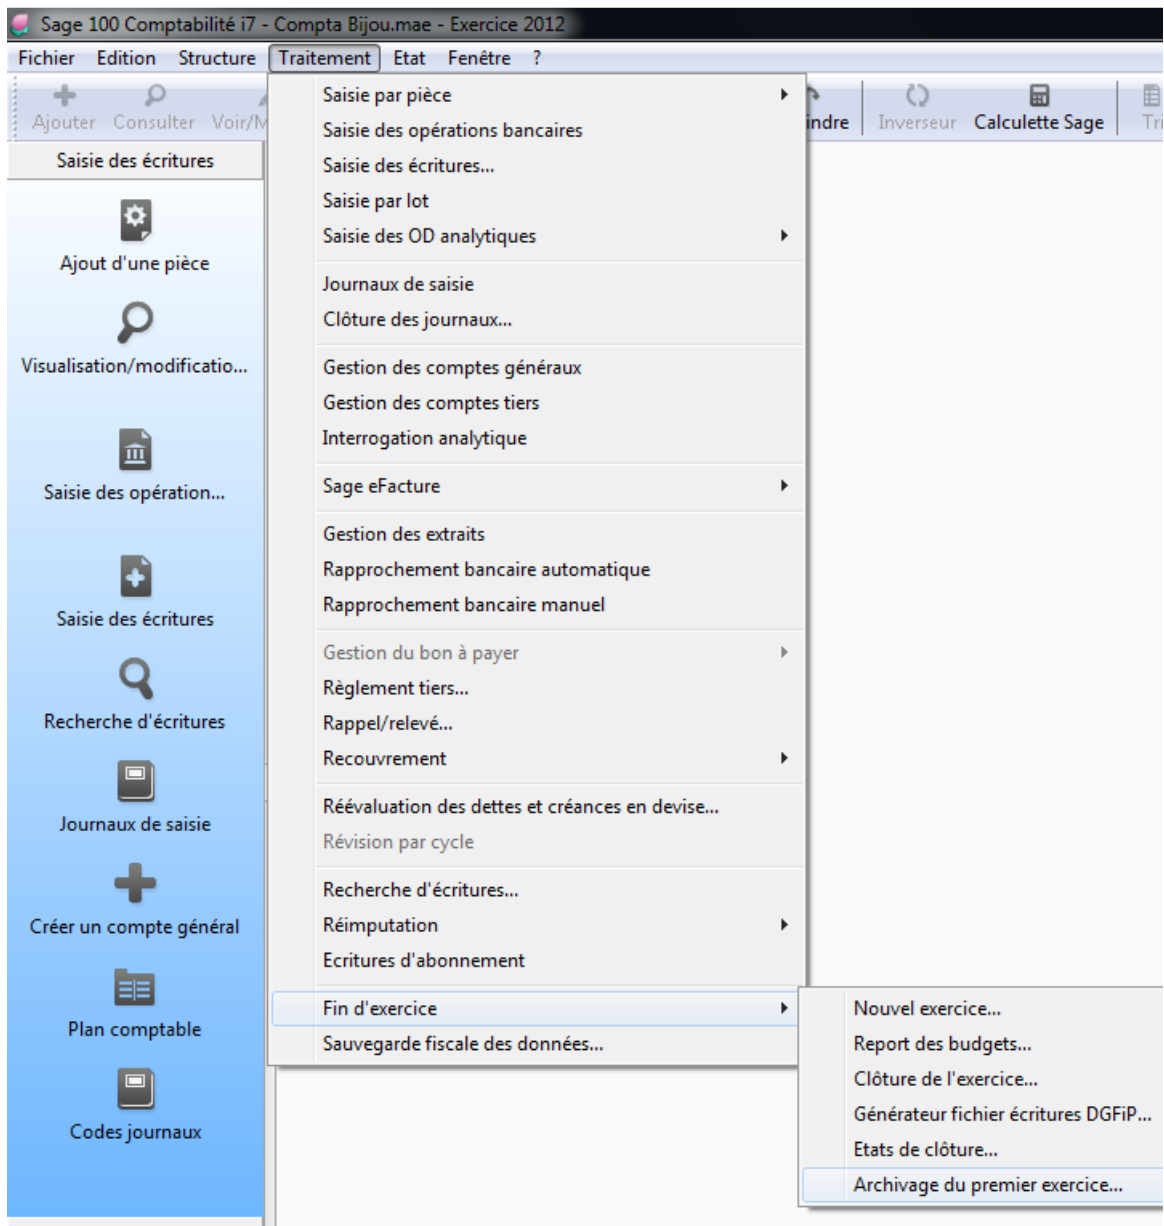 Sage 100 Comptabilité i7 - Compta Bijou.mae - Exercice 2012
Fichier Edition Structure Traitement Etat Fenêtre ?
Ajouter Consulter Voir/M indre Inverseur Calculette Sage Tri
Saisie des écritures
Ajout d'une pièce
Visualisation/modificatio...
Saisie des opération...
Saisie des écritures
Recherche d'écritures
Journaux de saisie
Créer un compte général
Plan comptable
Codes journaux
Saisie par pièce
Saisie des opérations bancaires
Saisie des écritures...
Saisie par lot
Saisie des OD analytiques
Journaux de saisie
Clôture des journaux...
Gestion des comptes généraux
Gestion des comptes tiers
Interrogation analytique
Sage eFacture
Gestion des extraits
Rapprochement bancaire automatique
Rapprochement bancaire manuel
Gestion du bon à payer
Règlement tiers...
Rappel/relevé...
Recouvrement
Réévaluation des dettes et créances en devise...
Révision par cycle
Recherche d'écritures...
Réimputation
Ecritures d'abonnement
Fin d'exercice
Sauvegarde fiscale des données...
Nouvel exercice...
Report des budgets...
Clôture de l'exercice...
Générateur fichier écritures DGFiP...
Etats de clôture...
Archivage du premier exercice...